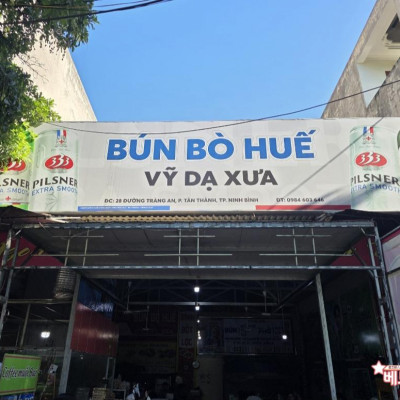 BÚN BÒ HUẾ
VỸ DẠ XƯA
333
PILSNER
EXTRA SMOOTH
333
PILSNER
EXTRA SMOOTH
ĐC: 28 ĐƯỜNG TRÀNG AN, P. TÂN THÀNH, TP. NINH BÌNH